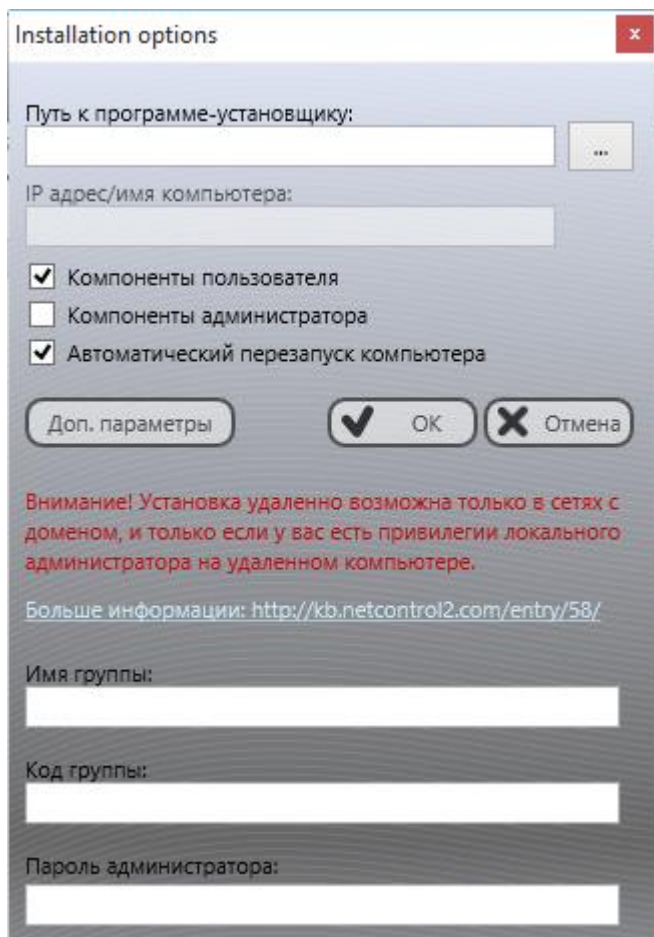 Installation options
x
Путь к программе-установщику:
...
IP адрес/имя компьютера:
Компоненты пользователя
Компоненты администратора
Автоматический перезапуск компьютера
Доп. параметры OK Отмена
Внимание! Установка удаленно возможна только в сетях с
доменом, и только если у вас есть привилегии локального
администратора на удаленном компьютере.
Больше информации: http://kb.netcontrol2.com/entry/58/
Имя группы:
Код группы:
Пароль администратора: